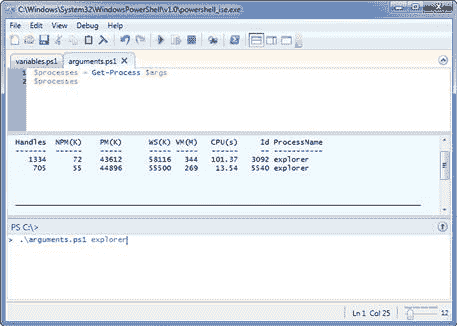 C:\Windows\System32\WindowsPowerShell\v1.0\powershell_ise.exe
File Edit View Debug Help
variables.ps1 arguments.ps1
1 $processes = Get-Process $args
2 $processes
Handles NPM(K) PM(K) WS(K) VM(M) CPU(s) Id ProcessName
------- ------ ----- ----- ----- ------ -- -----------
1334 72 43612 58116 344 101.37 3092 explorer
705 55 44896 55500 269 13.54 5540 explorer
PS C:\>
> .\arguments.ps1 explorer
Ln 1 Col 25 12